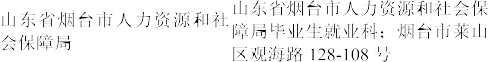 山东省烟台市人力资源和社
会保障局
山东省烟台市人力资源和社会保
障局毕业生就业科；烟台市莱山
区观海路 128-108 号